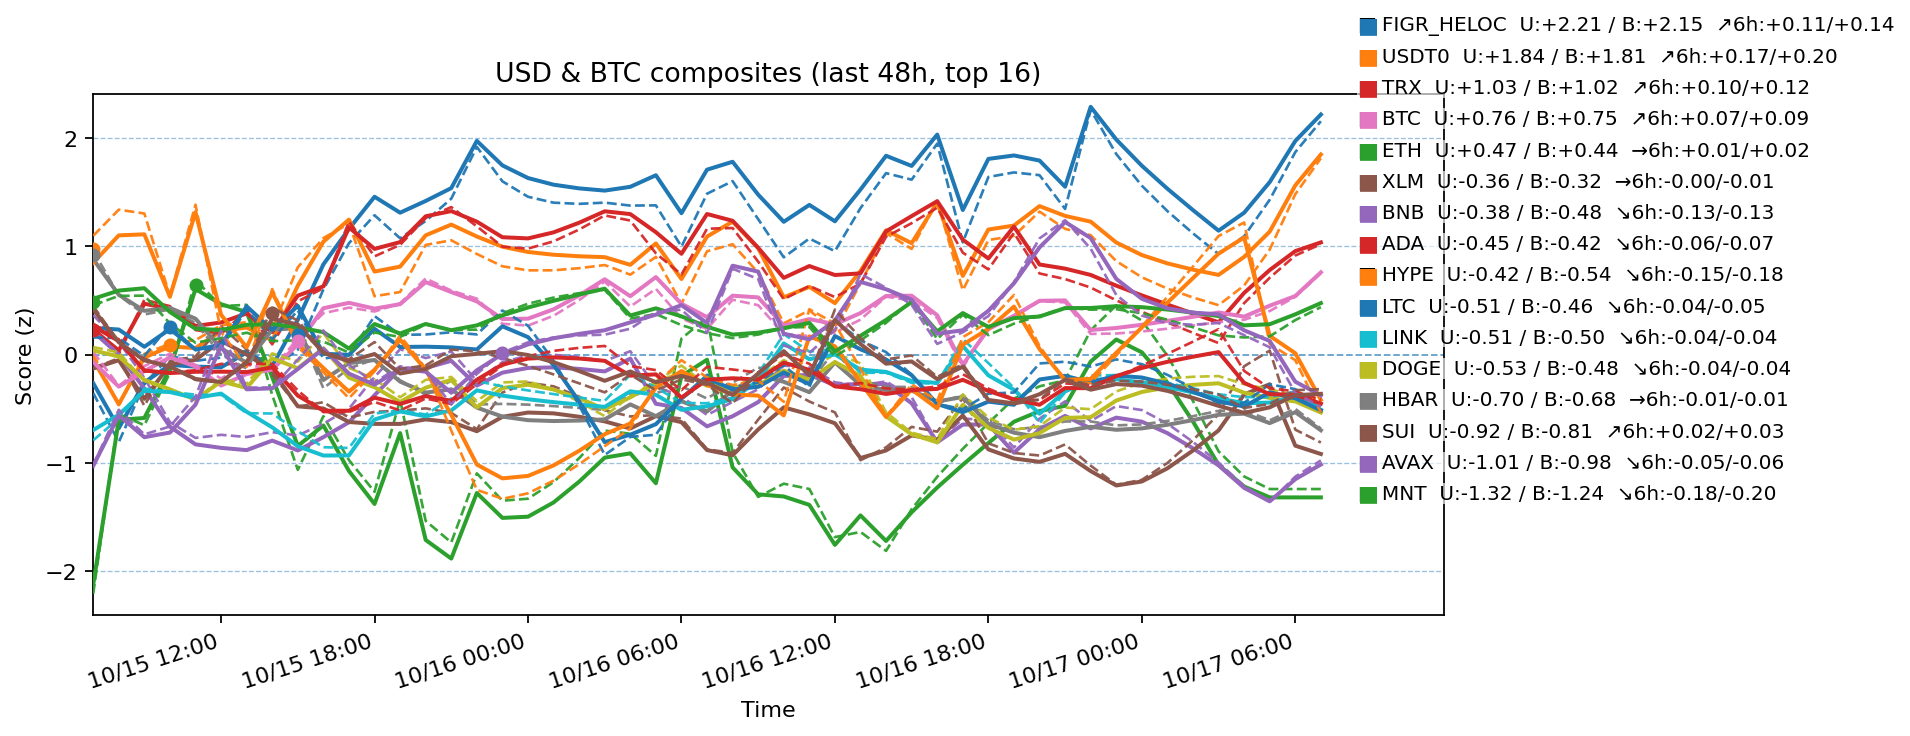 FIGR_HELOC U:+2.21 / B:+2.15 ↗6h:+0.11/+0.14
USDT0 U:+1.84 / B:+1.81 ↗6h:+0.17/+0.20
TRX U:+1.03 / B:+1.02 ↗6h:+0.10/+0.12
BTC U:+0.76 / B:+0.75 ↗6h:+0.07/+0.09
ETH U:+0.47 / B:+0.44 →6h:+0.01/+0.02
XLM U:-0.36 / B:-0.32 →6h:-0.00/-0.01
BNB U:-0.38 / B:-0.48 ↘6h:-0.13/-0.13
ADA U:-0.45 / B:-0.42 ↘6h:-0.06/-0.07
HYPE U:-0.42 / B:-0.54 ↘6h:-0.15/-0.18
LTC U:-0.51 / B:-0.46 ↘6h:-0.04/-0.05
LINK U:-0.51 / B:-0.50 ↘6h:-0.04/-0.04
DOGE U:-0.53 / B:-0.48 ↘6h:-0.04/-0.04
HBAR U:-0.70 / B:-0.68 →6h:-0.01/-0.01
SUI U:-0.92 / B:-0.81 ↗6h:+0.02/+0.03
AVAX U:-1.01 / B:-0.98 ↘6h:-0.05/-0.06
MNT U:-1.32 / B:-1.24 ↘6h:-0.18/-0.20
USD & BTC composites (last 48h, top 16)
Score (z)
2
1
0
−1
−2
10/15 12:00
10/15 18:00
10/16 00:00
10/16 06:00
10/16 12:00
10/16 18:00
10/17 00:00
10/17 06:00
Time